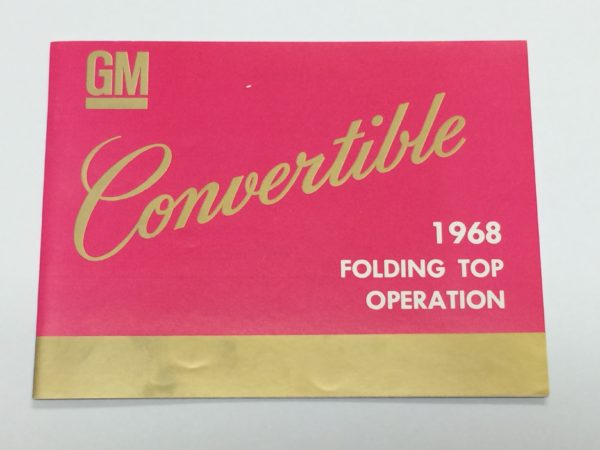 GM
Convertible
1968
FOLDING TOP
OPERATION